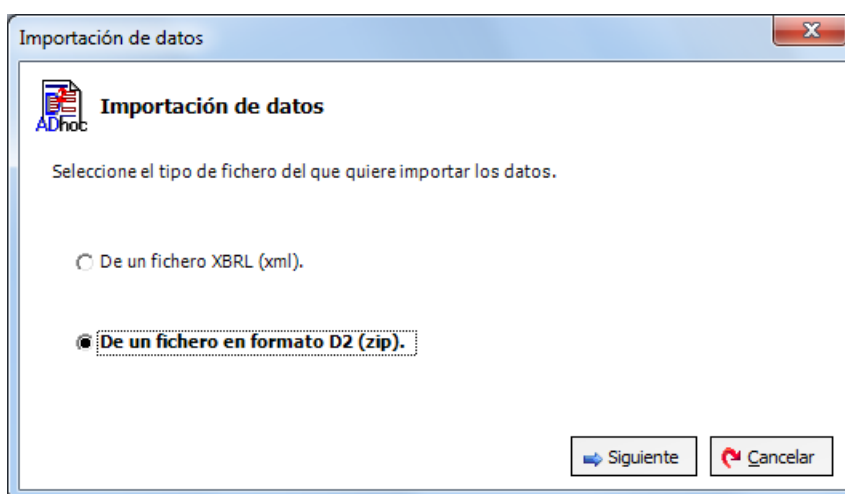 Importación de datos
ADhoc
Importación de datos
Seleccione el tipo de fichero del que quiere importar los datos.
De un fichero XBRL (xml).
De un fichero en formato D2 (zip).
Siguiente
Cancelar